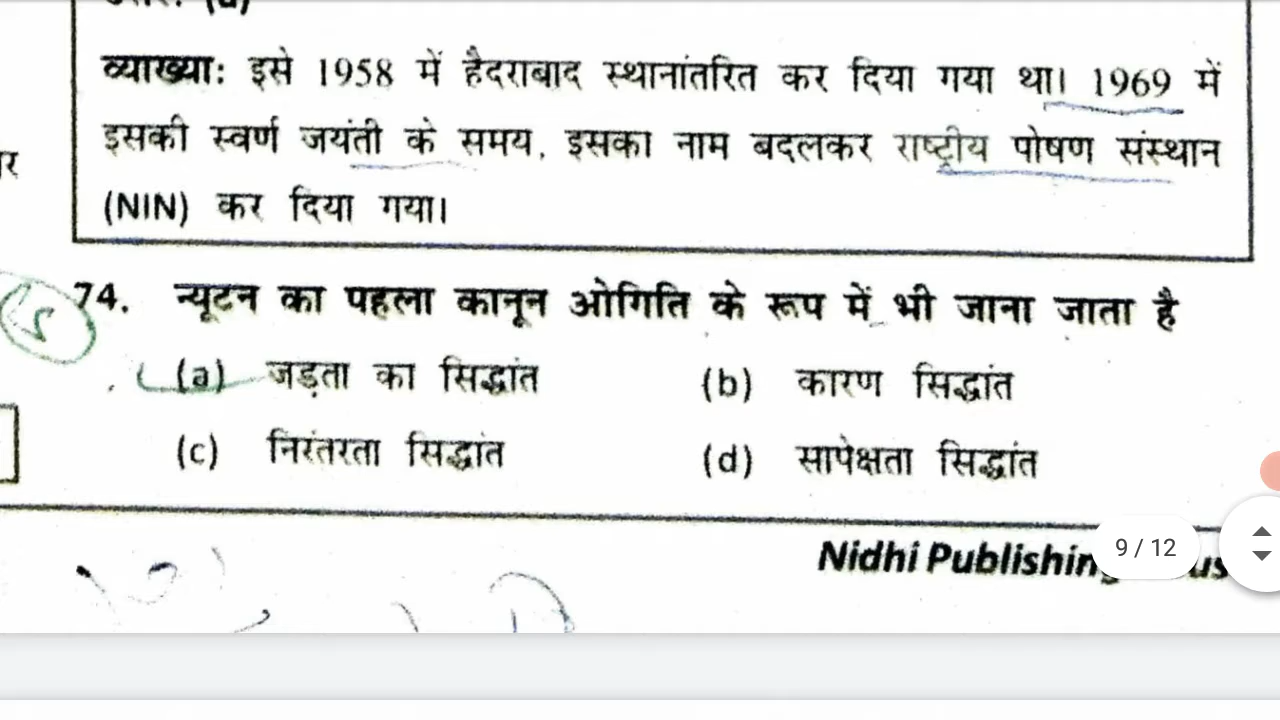 व्याख्याः इसे 1958 में हैदराबाद स्थानांतरित कर दिया गया था। 1969 में
इसकी स्वर्ण जयंती के समय, इसका नाम बदलकर राष्ट्रीय पोषण संस्थान
(NIN) कर दिया गया।
74. न्यूटन का पहला कानून ओगिति के रूप में भी जाना जाता है
(a) जड़ता का सिद्धांत (b) कारण सिद्धांत
(c) निरंतरता सिद्धांत (d) सापेक्षता सिद्धांत
Nidhi Publishing
9 / 12